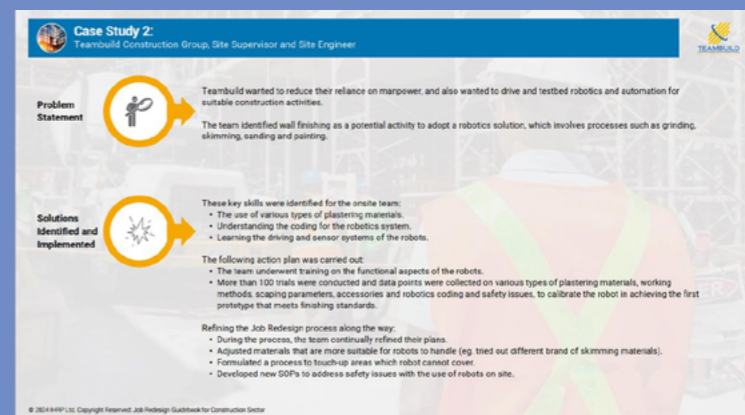 Case Study 2:
Teambuild Construction Group, Site Supervisor and Site Engineer
TEAMBUILD
Problem
Statement
Teambuild wanted to reduce their reliance on manpower, and also wanted to drive and testbed robotics and automation for
suitable construction activities.
The team identified wall finishing as a potential activity to adopt a robotics solution, which involves processes such as grinding,
skimming, sanding and painting.
Solutions
Identified and
Implemented
These key skills were identified for the onsite team:
• The use of various types of plastering materials.
• Understanding the coding for the robotics system.
• Learning the driving and sensor systems of the robots.
The following action plan was carried out:
• The team underwent training on the functional aspects of the robots.
• More than 100 trials were conducted and data points were collected on various types of plastering materials, working
methods, scaping parameters, accessories and robotics coding and safety issues, to calibrate the robot in achieving the first
prototype that meets finishing standards.
Refining the Job Redesign process along the way:
• During the process, the team continually refined their plans.
• Adjusted materials that are more suitable for robots to handle (eg. tried out different brand of skimming materials).
• Formulated a process to touch-up areas which robot cannot cover.
• Developed new SOPs to address safety issues with the use of robots on site.
© 2024 IHRP Ltd. Copyright Reserved: Job Redesign Guidebook for Construction Sector